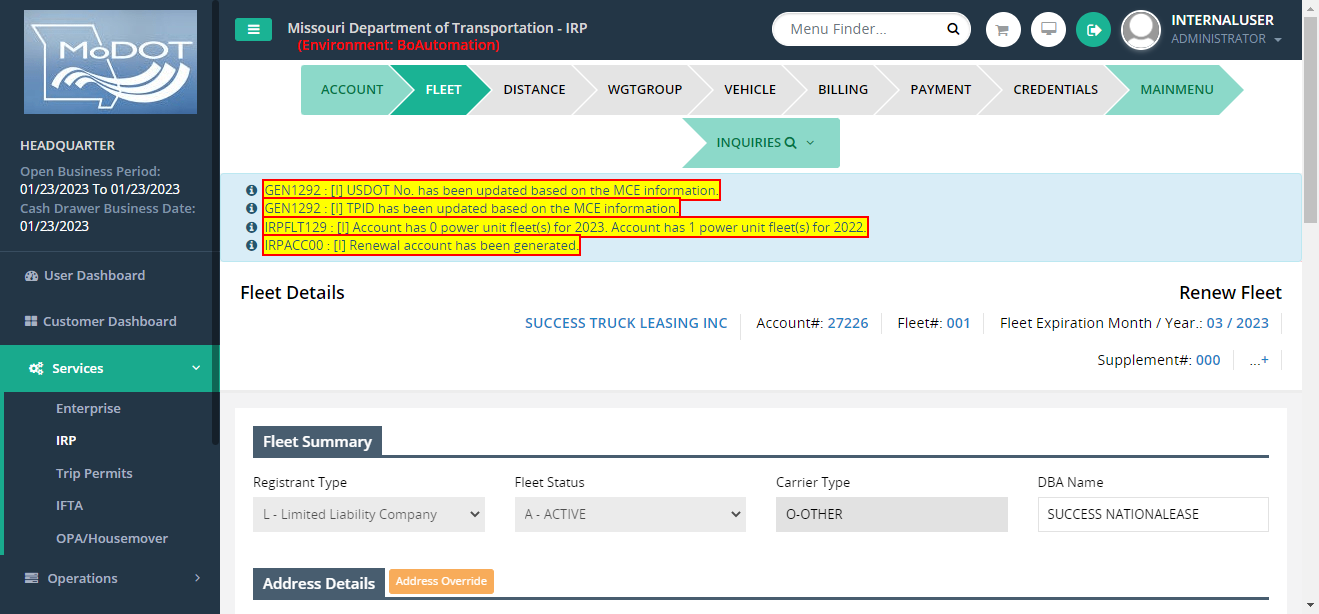 MoDOT
Missouri Department of Transportation - IRP
(Environment: BoAutomation)
Menu Finder...
INTERNALUSER
ADMINISTRATOR
HEADQUARTER
Open Business Period:
01/23/2023 To 01/23/2023
Cash Drawer Business Date:
01/23/2023
User Dashboard
Customer Dashboard
Services
Enterprise
IRP
Trip Permits
IFTA
OPA/Housemover
Operations
ACCOUNT FLEET DISTANCE WGTGROUP VEHICLE BILLING PAYMENT CREDENTIALS MAINMENU
INQUIRIES
GEN1292 : [I] USDOT No. has been updated based on the MCE information.
GEN1292 : [I] TPID has been updated based on the MCE information.
IRPFLT129 : [I] Account has 0 power unit fleet(s) for 2023. Account has 1 power unit fleet(s) for 2022.
IRPACC00 : [I] Renewal account has been generated.
Fleet Details Renew Fleet
SUCCESS TRUCK LEASING INC Account#: 27226 Fleet#: 001 Fleet Expiration Month / Year.: 03 / 2023
Supplement#: 000 ...+
Fleet Summary
Registrant Type Fleet Status Carrier Type DBA Name
L - Limited Liability Company A - ACTIVE O-OTHER SUCCESS NATIONALEASE
Address Details Address Override